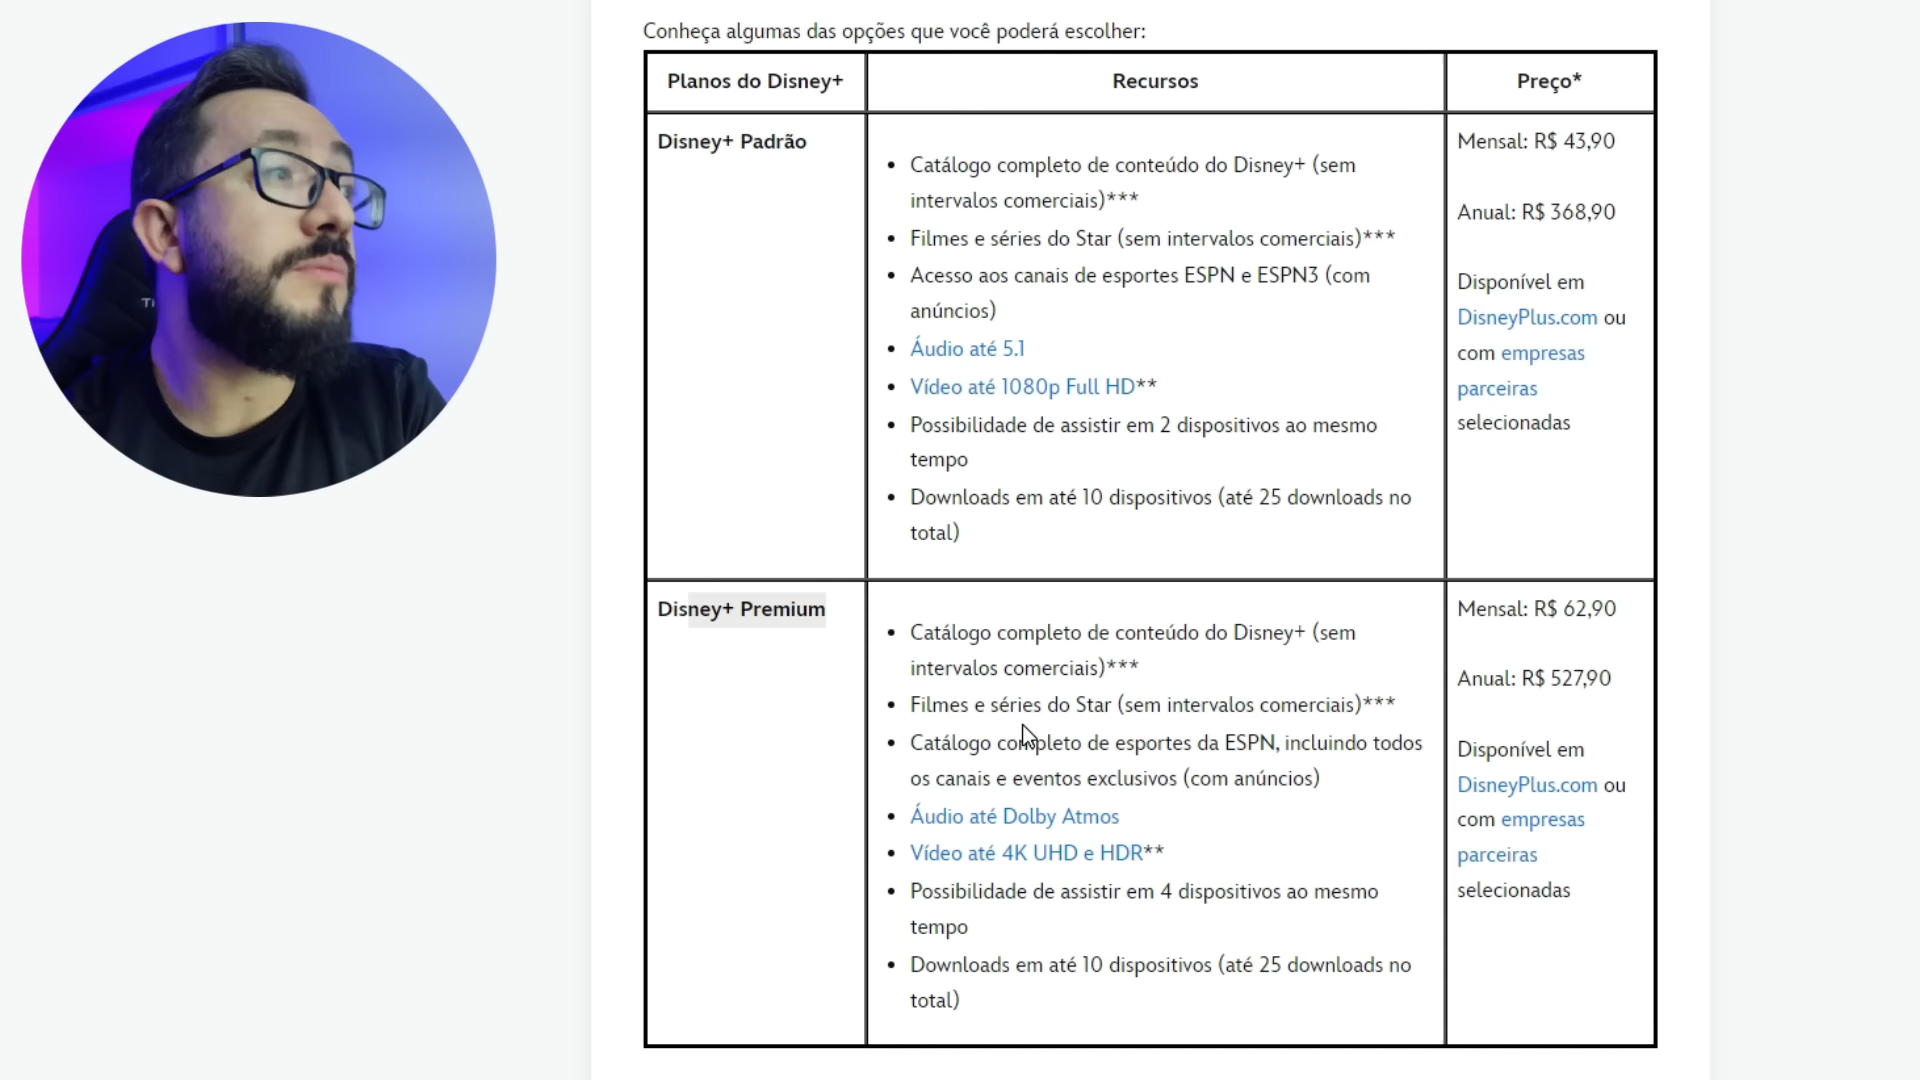 Conheça algumas das opções que você poderá escolher:
Planos do Disney+
Recursos
Preço*
Disney+ Padrão
Catálogo completo de conteúdo do Disney+ (sem
intervalos comerciais)***
Filmes e séries do Star (sem intervalos comerciais)***
Acesso aos canais de esportes ESPN e ESPN3 (com
anúncios)
Áudio até 5.1
Vídeo até 1080p Full HD**
Possibilidade de assistir em 2 dispositivos ao mesmo
tempo
Downloads em até 10 dispositivos (até 25 downloads no
total)
Mensal: R$ 43,90
Anual: R$ 368,90
Disponível em
DisneyPlus.com ou
com empresas
parceiras
selecionadas
Disney+ Premium
Catálogo completo de conteúdo do Disney+ (sem
intervalos comerciais)***
Filmes e séries do Star (sem intervalos comerciais)***
Catálogo completo de esportes da ESPN, incluindo todos
os canais e eventos exclusivos (com anúncios)
Áudio até Dolby Atmos
Vídeo até 4K UHD e HDR**
Possibilidade de assistir em 4 dispositivos ao mesmo
tempo
Downloads em até 10 dispositivos (até 25 downloads no
total)
Mensal: R$ 62,90
Anual: R$ 527,90
Disponível em
DisneyPlus.com ou
com empresas
parceiras
selecionadas